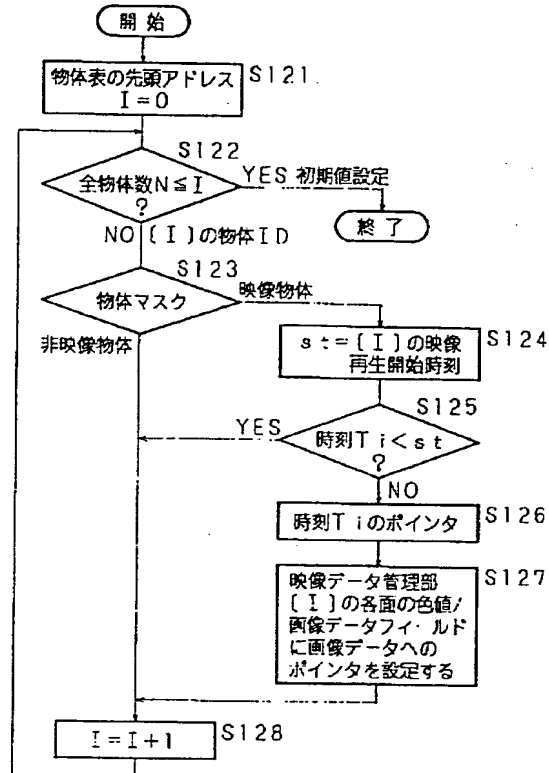 開始
物体表の先頭アドレス
I=0
S121
S122
全物体数N≦I
?
YES 初期値設定
終了
NO [I]の物体ID
S123
物体マスク
映像物体
非映像物体
st=[I]の映像
再生開始時刻
S124
S125
YES
時刻Ti<st
?
NO
時刻Tiのポインタ
S126
映像データ管理部
[I]の各面の色値/
画像データフィールド
に画像データへの
ポインタを設定する
S127
I=I+1
S128